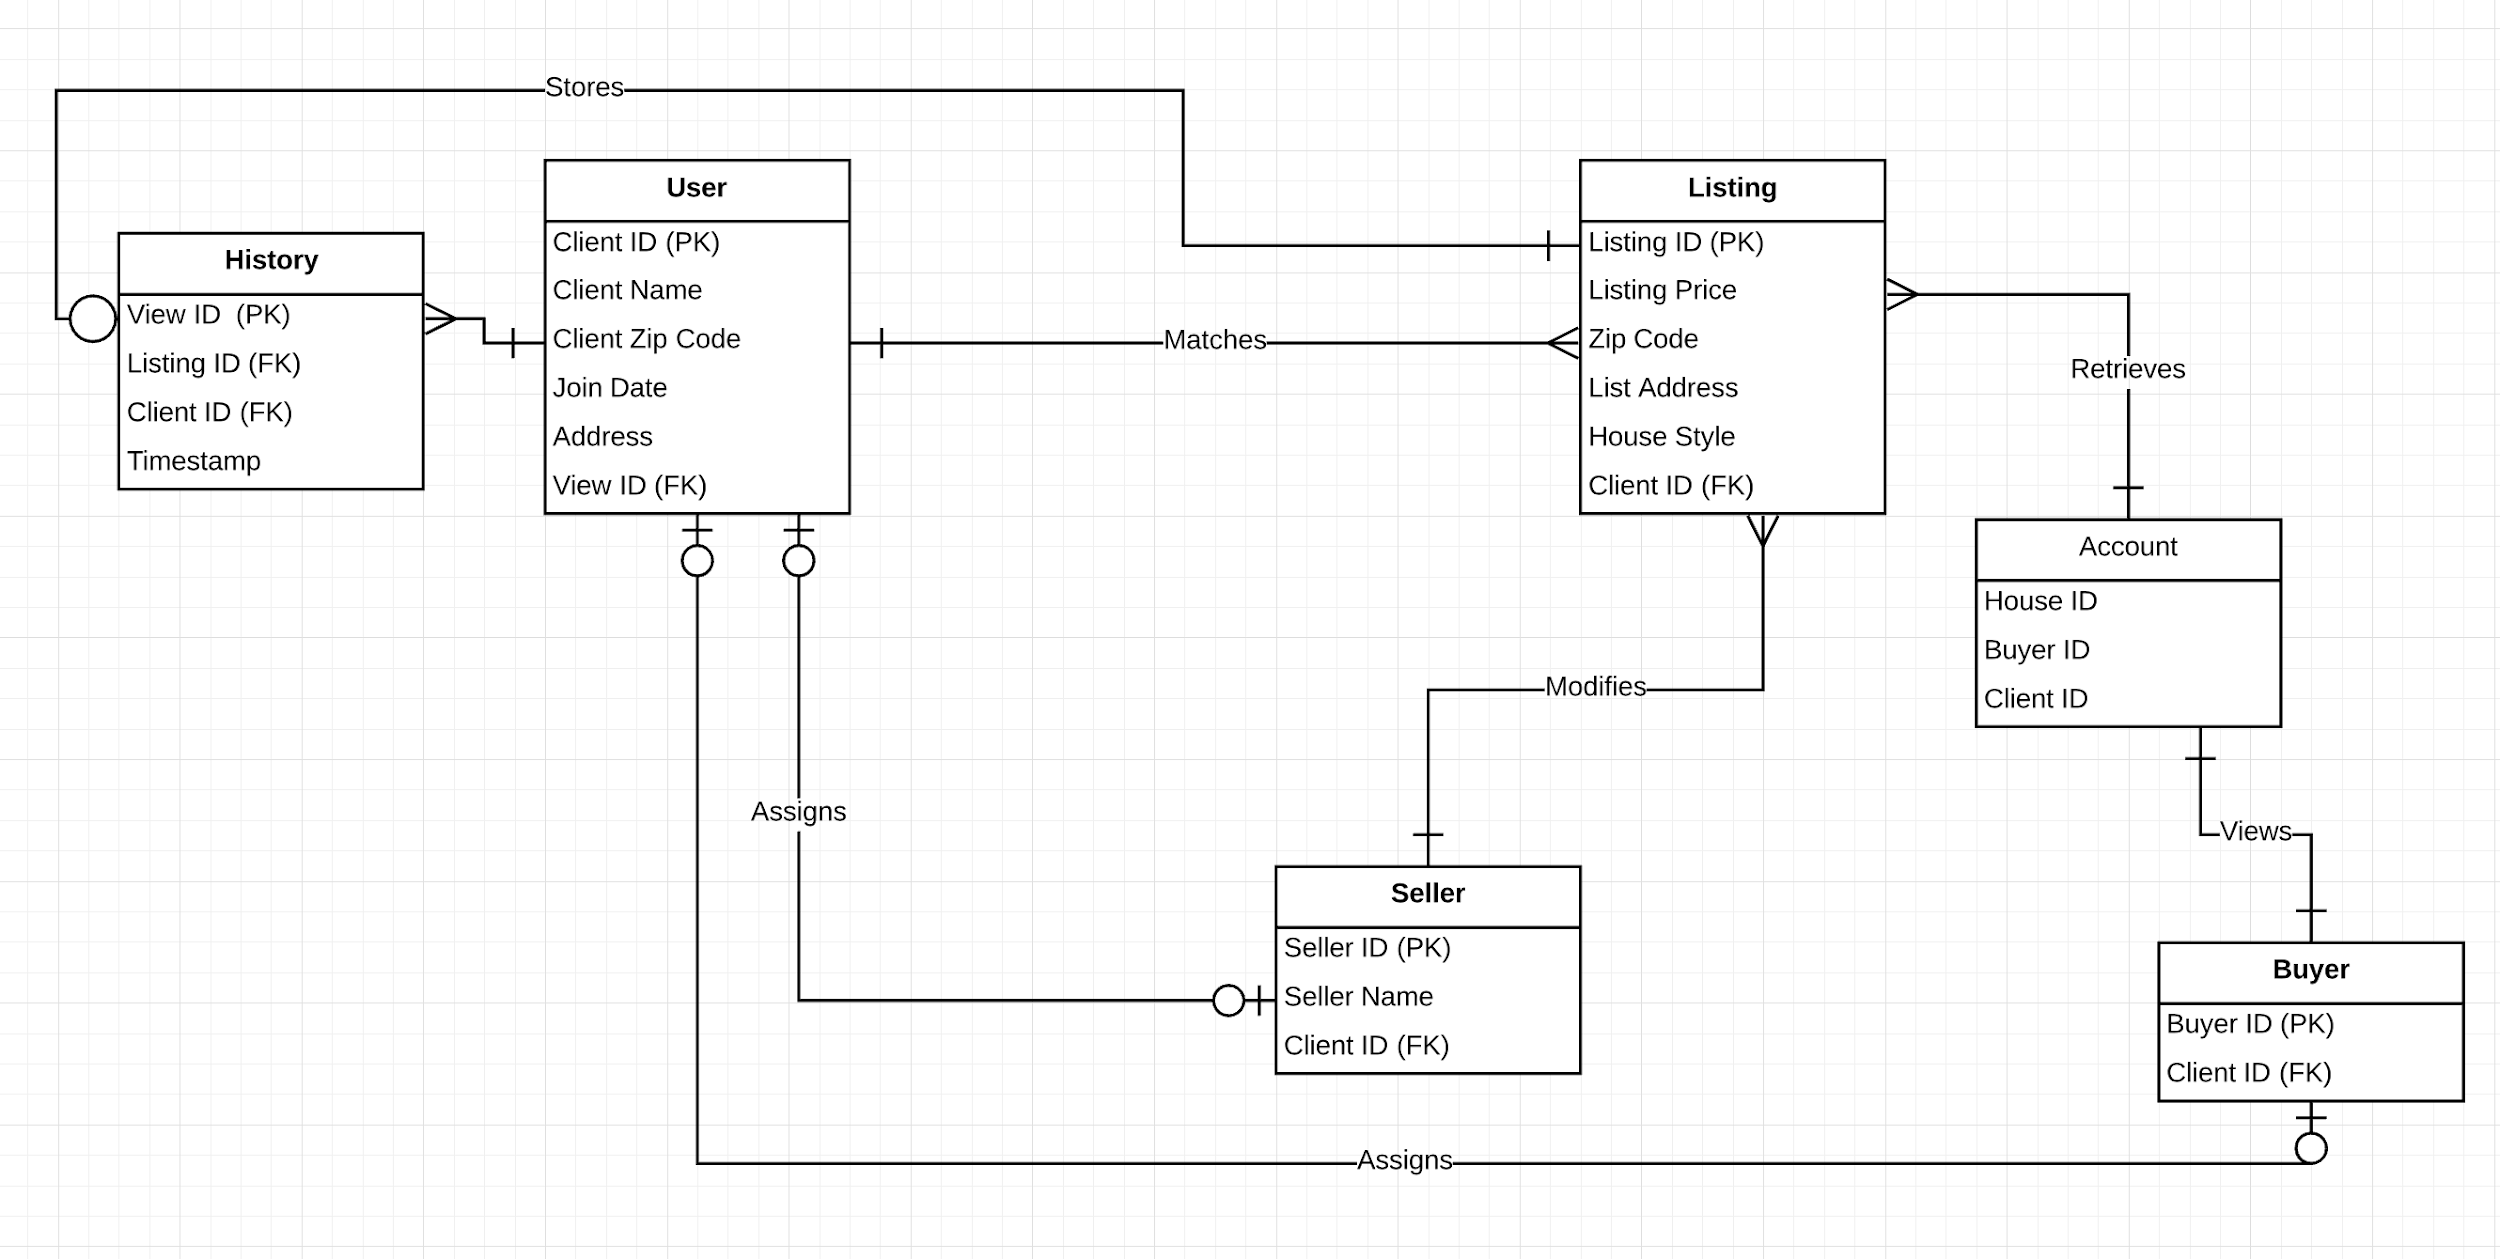 Stores
User
Client ID (PK)
Client Name
Client Zip Code
Join Date
Address
View ID (FK)
Listing
Listing ID (PK)
Listing Price
Zip Code
List Address
House Style
Client ID (FK)
History
View ID  (PK)
Listing ID (FK)
Client ID (FK)
Timestamp
Matches
Retrieves
Account
House ID
Buyer ID
Client ID
Modifies
Assigns
Views
Seller
Seller ID (PK)
Seller Name
Client ID (FK)
Buyer
Buyer ID (PK)
Client ID (FK)
Assigns